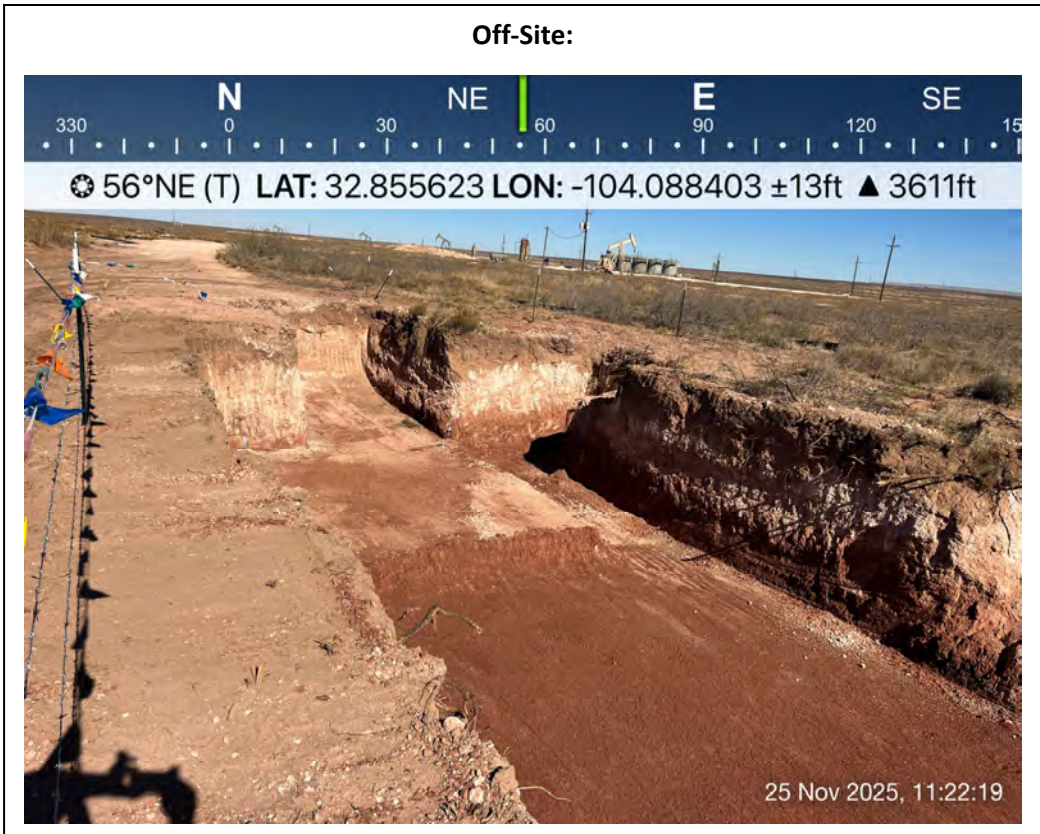 Off-Site:
N NE E SE
330 0 30 60 90 120 15
56°NE (T) LAT: 32.855623 LON: -104.088403 ±13ft ▲ 3611ft
25 Nov 2025, 11:22:19